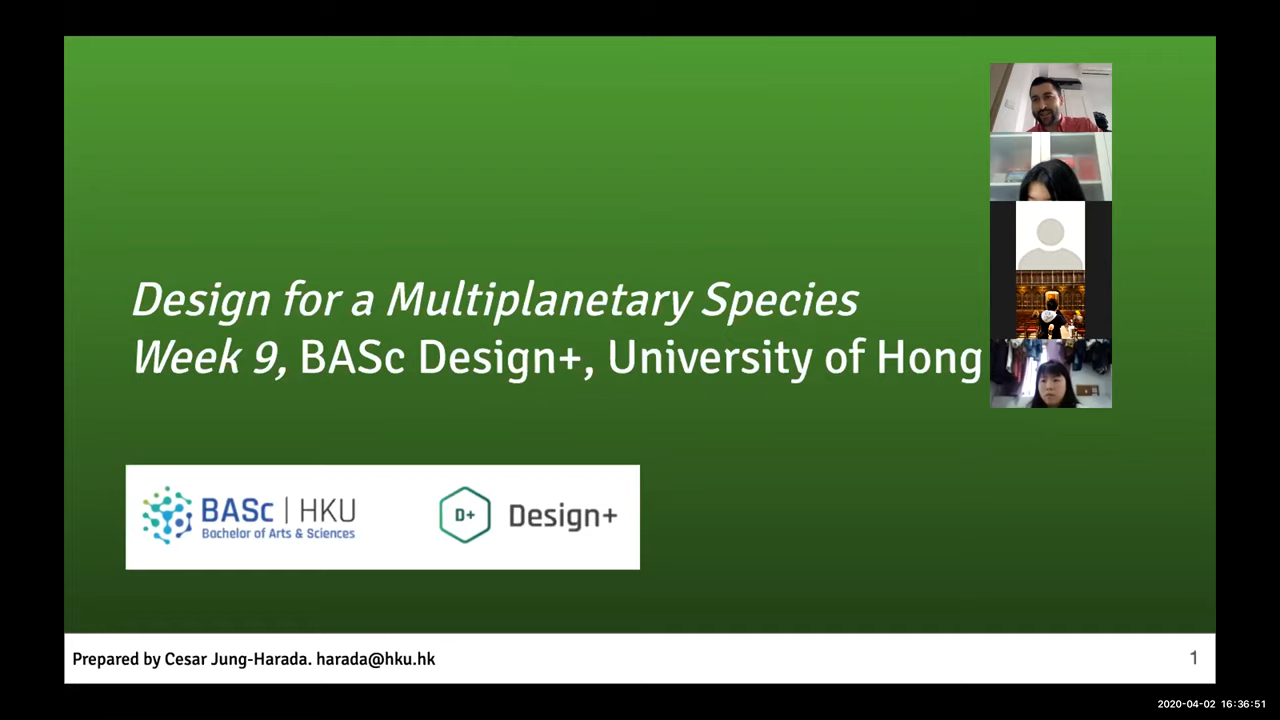 Design for a Multiplanetary Species
Week 9, BASc Design+, University of Hong
BASc | HKU
Bachelor of Arts & Sciences
D+
Design+
Prepared by Cesar Jung-Harada. harada@hku.hk
1
2020-04-02 16:36:51